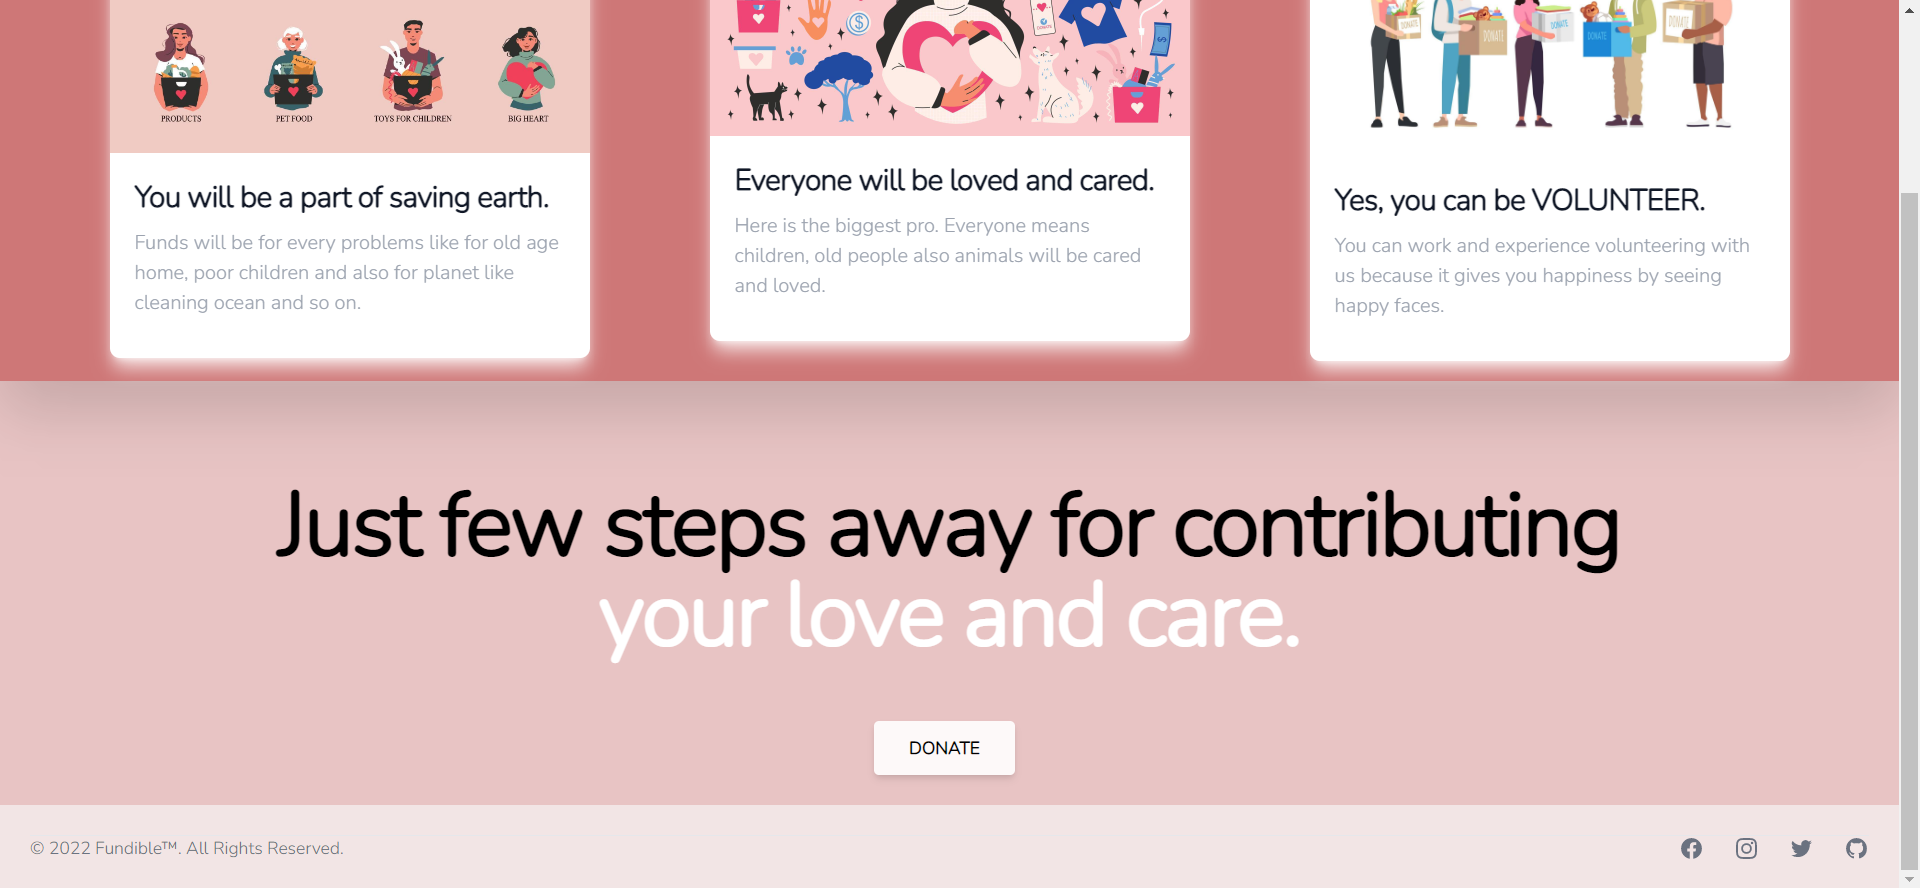 PRODUCTS
PET FOOD
TOYS FOR CHILDREN
BIG HEART
DONATE
DONATE
DONATE
DONATE
DONATE
You will be a part of saving earth.
Funds will be for every problems like for old age
home, poor children and also for planet like
cleaning ocean and so on.
Everyone will be loved and cared.
Here is the biggest pro. Everyone means
children, old people also animals will be cared
and loved.
Yes, you can be VOLUNTEER.
You can work and experience volunteering with
us because it gives you happiness by seeing
happy faces.
Just few steps away for contributing
your love and care.
DONATE
© 2022 Fundible™. All Rights Reserved.